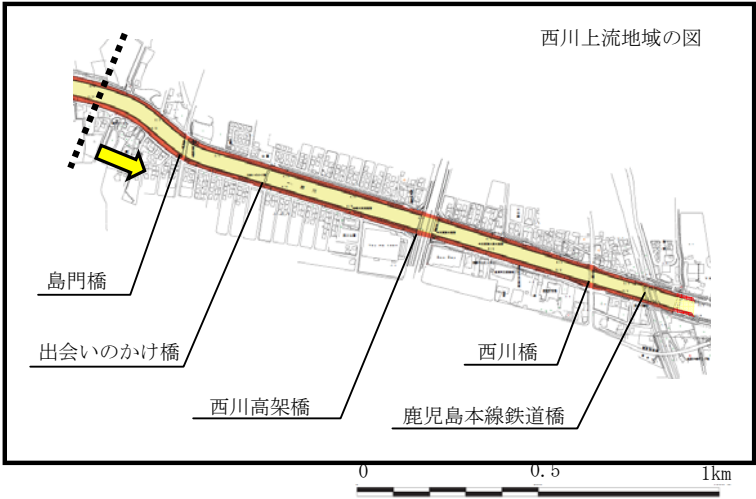 西川上流地域の図
島門橋
出会いのかけ橋
西川高架橋
西川橋
鹿児島本線鉄道橋
0 0.5 1km